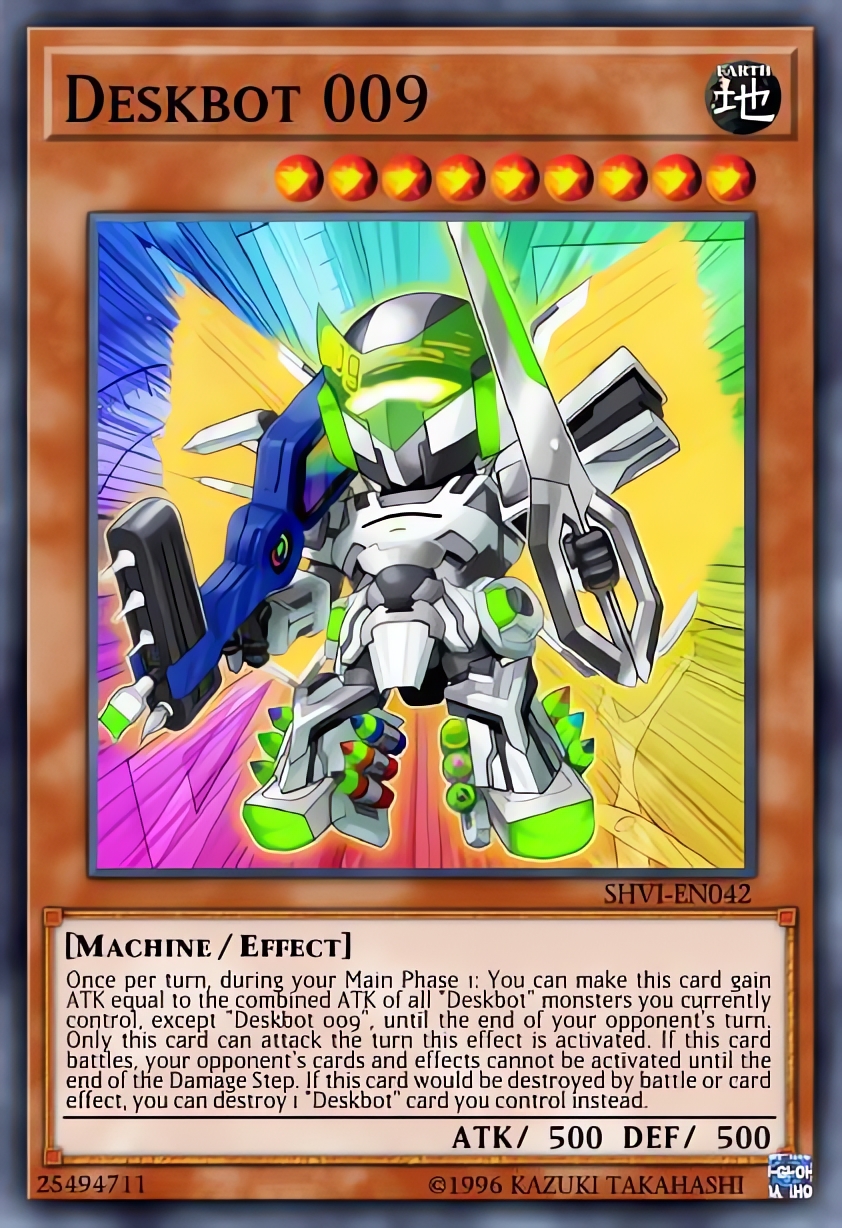 Deskbot 009
EARTH
地
09
SHVI-EN042
[Machine / Effect]
Once per turn, during your Main Phase 1: You can make this card gain
ATK equal to the combined ATK of all "Deskbot" monsters you currently
control, except "Deskbot 009", until the end of your opponent's turn.
Only this card can attack the turn this effect is activated. If this card
battles, your opponent's cards and effects cannot be activated until the
end of the Damage Step. If this card would be destroyed by battle or card
effect, you can destroy 1 "Deskbot" card you control instead.
ATK/ 500 DEF/ 500
25494711
©1996 KAZUKI TAKAHASHI